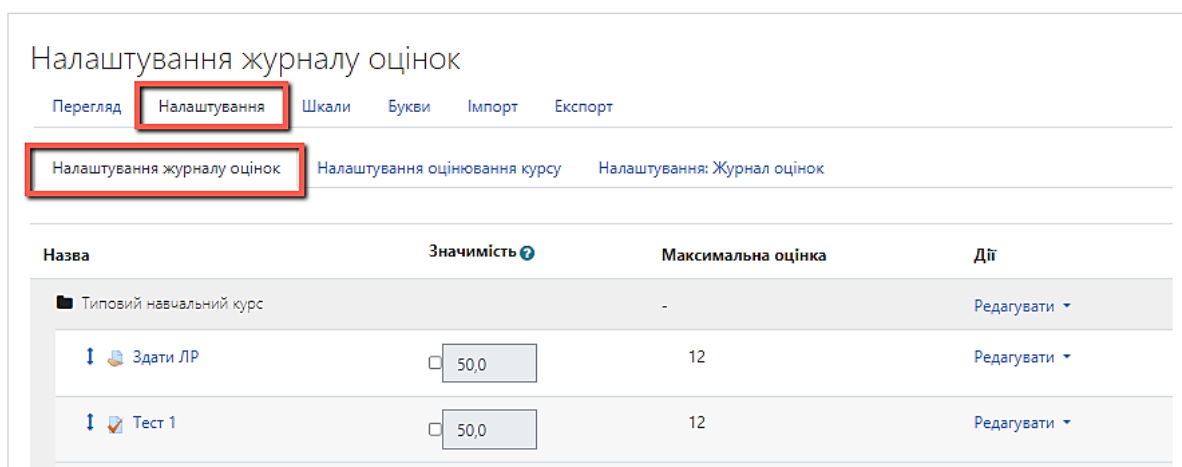 Налаштування журналу оцінок
Перегляд Налаштування Шкали Букви Імпорт Експорт
Налаштування журналу оцінок Налаштування оцінювання курсу Налаштування: Журнал оцінок
Назва Значимість ? Максимальна оцінка Дії
Типовий навчальний курс - Редагувати
Здати ЛР 50,0 12 Редагувати
Тест 1 50,0 12 Редагувати